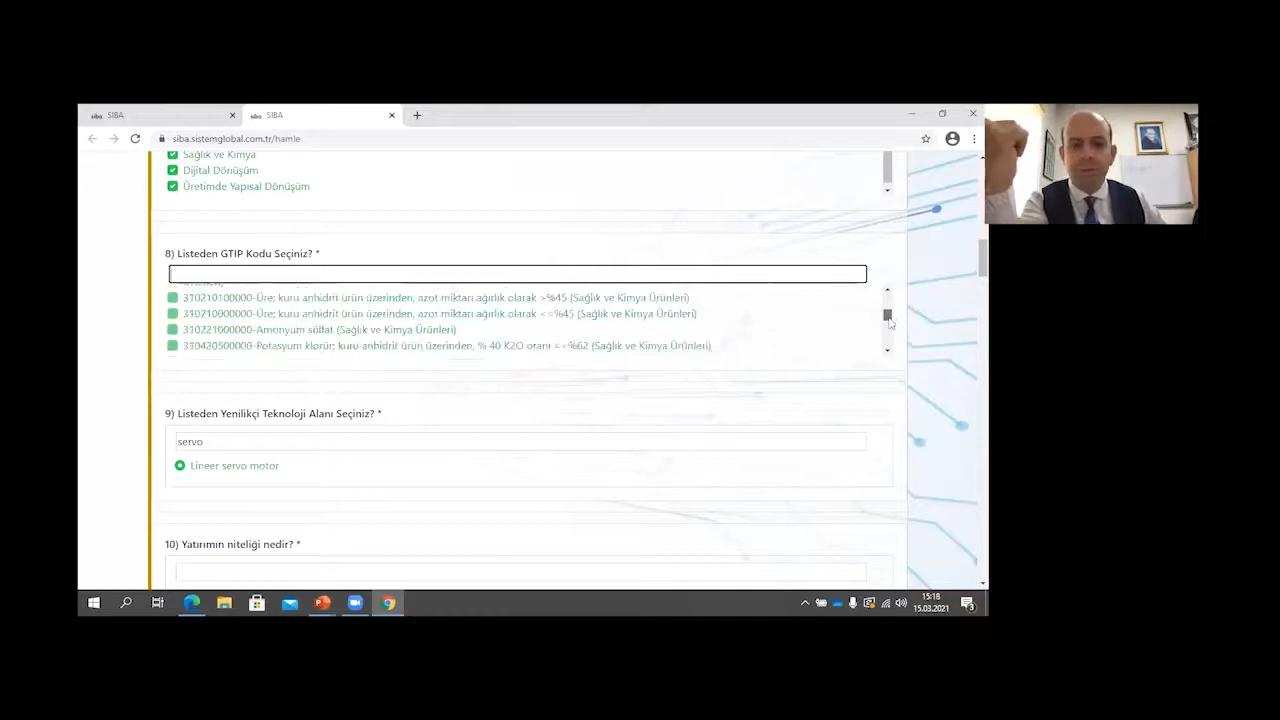 SIBA
SIBA
siba.sistemglobal.com.tr/hamle
Sağlık ve Kimya
Dijital Dönüşüm
Üretimde Yapısal Dönüşüm
8) Listeden GTIP Kodu Seçiniz? *
310210100000-Üre; kuru anhidrit ürün üzerinden, azot miktarı ağırlık olarak >%45 (Sağlık ve Kimya Ürünleri)
310210900000-Üre; kuru anhidrit ürün üzerinden, azot miktarı ağırlık olarak <=%45 (Sağlık ve Kimya Ürünleri)
310221000000-Amonyum sülfat (Sağlık ve Kimya Ürünleri)
310420500000-Potasyum klorür; kuru anhidrit ürün üzerinden, % 40 K2O oranı =<%62 (Sağlık ve Kimya Ürünleri)
9) Listeden Yenilikçi Teknoloji Alanı Seçiniz? *
servo
Lineer servo motor
10) Yatırımın niteliği nedir? *
15:18
15.03.2021